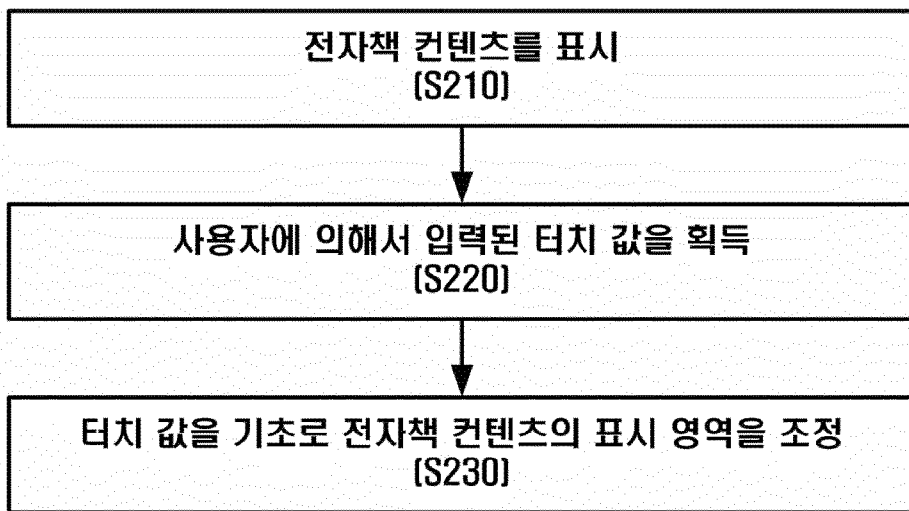 전자책 컨텐츠를 표시
(S210)
사용자에 의해서 입력된 터치 값을 획득
(S220)
터치 값을 기초로 전자책 컨텐츠의 표시 영역을 조정
(S230)